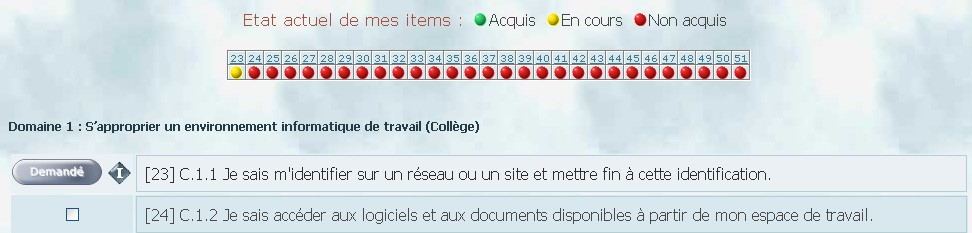 Etat actuel de mes items : Acquis En cours Non acquis
23 24 25 26 27 28 29 30 31 32 33 34 35 36 37 38 39 40 41 42 43 44 45 46 47 48 49 50 51
Domaine 1 : S'approprier un environnement informatique de travail (Collège)
Demandé I [23] C.1.1 Je sais m'identifier sur un réseau ou un site et mettre fin à cette identification.
[24] C.1.2 Je sais accéder aux logiciels et aux documents disponibles à partir de mon espace de travail.